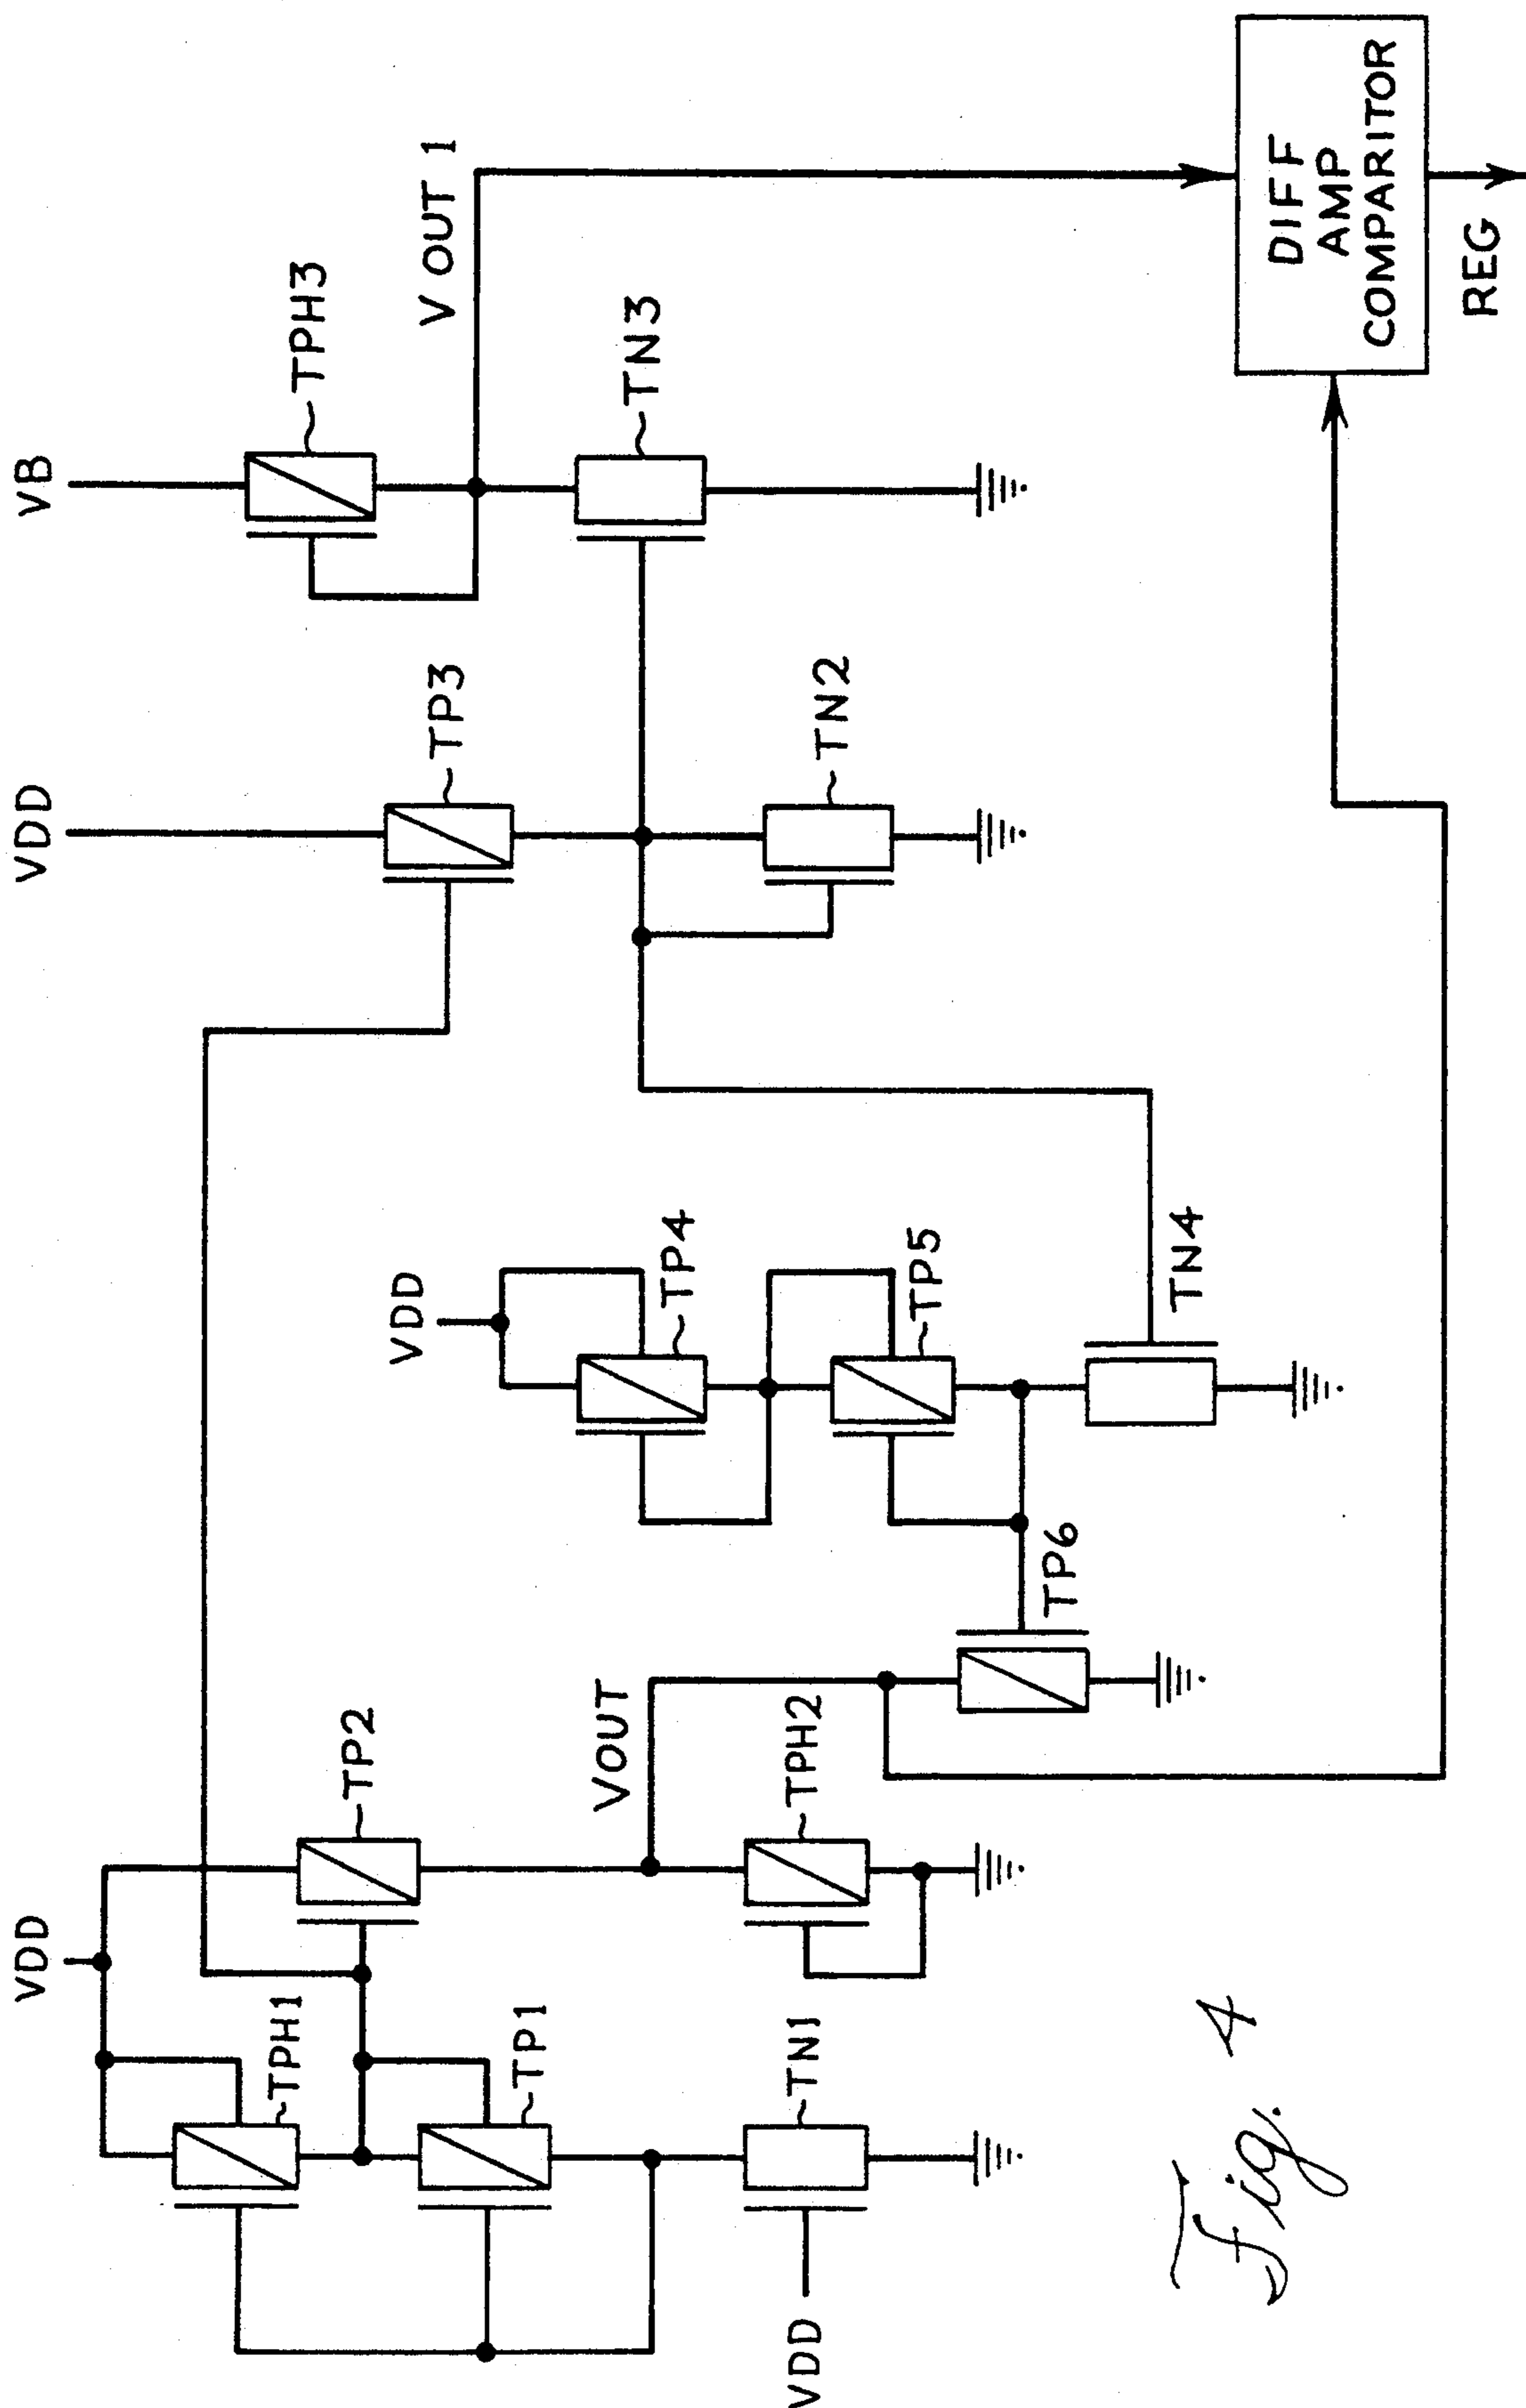 VDD
VDD
VB
TPH1
TP2
VDD
TP3
TPH3
TP1
VOUT
TP4
V OUT 1
TN1
VDD
TPH2
TP5
TN2
TN3
TP6
TN4
DIFF
AMP
COMPARITOR
REG
Fig. 4